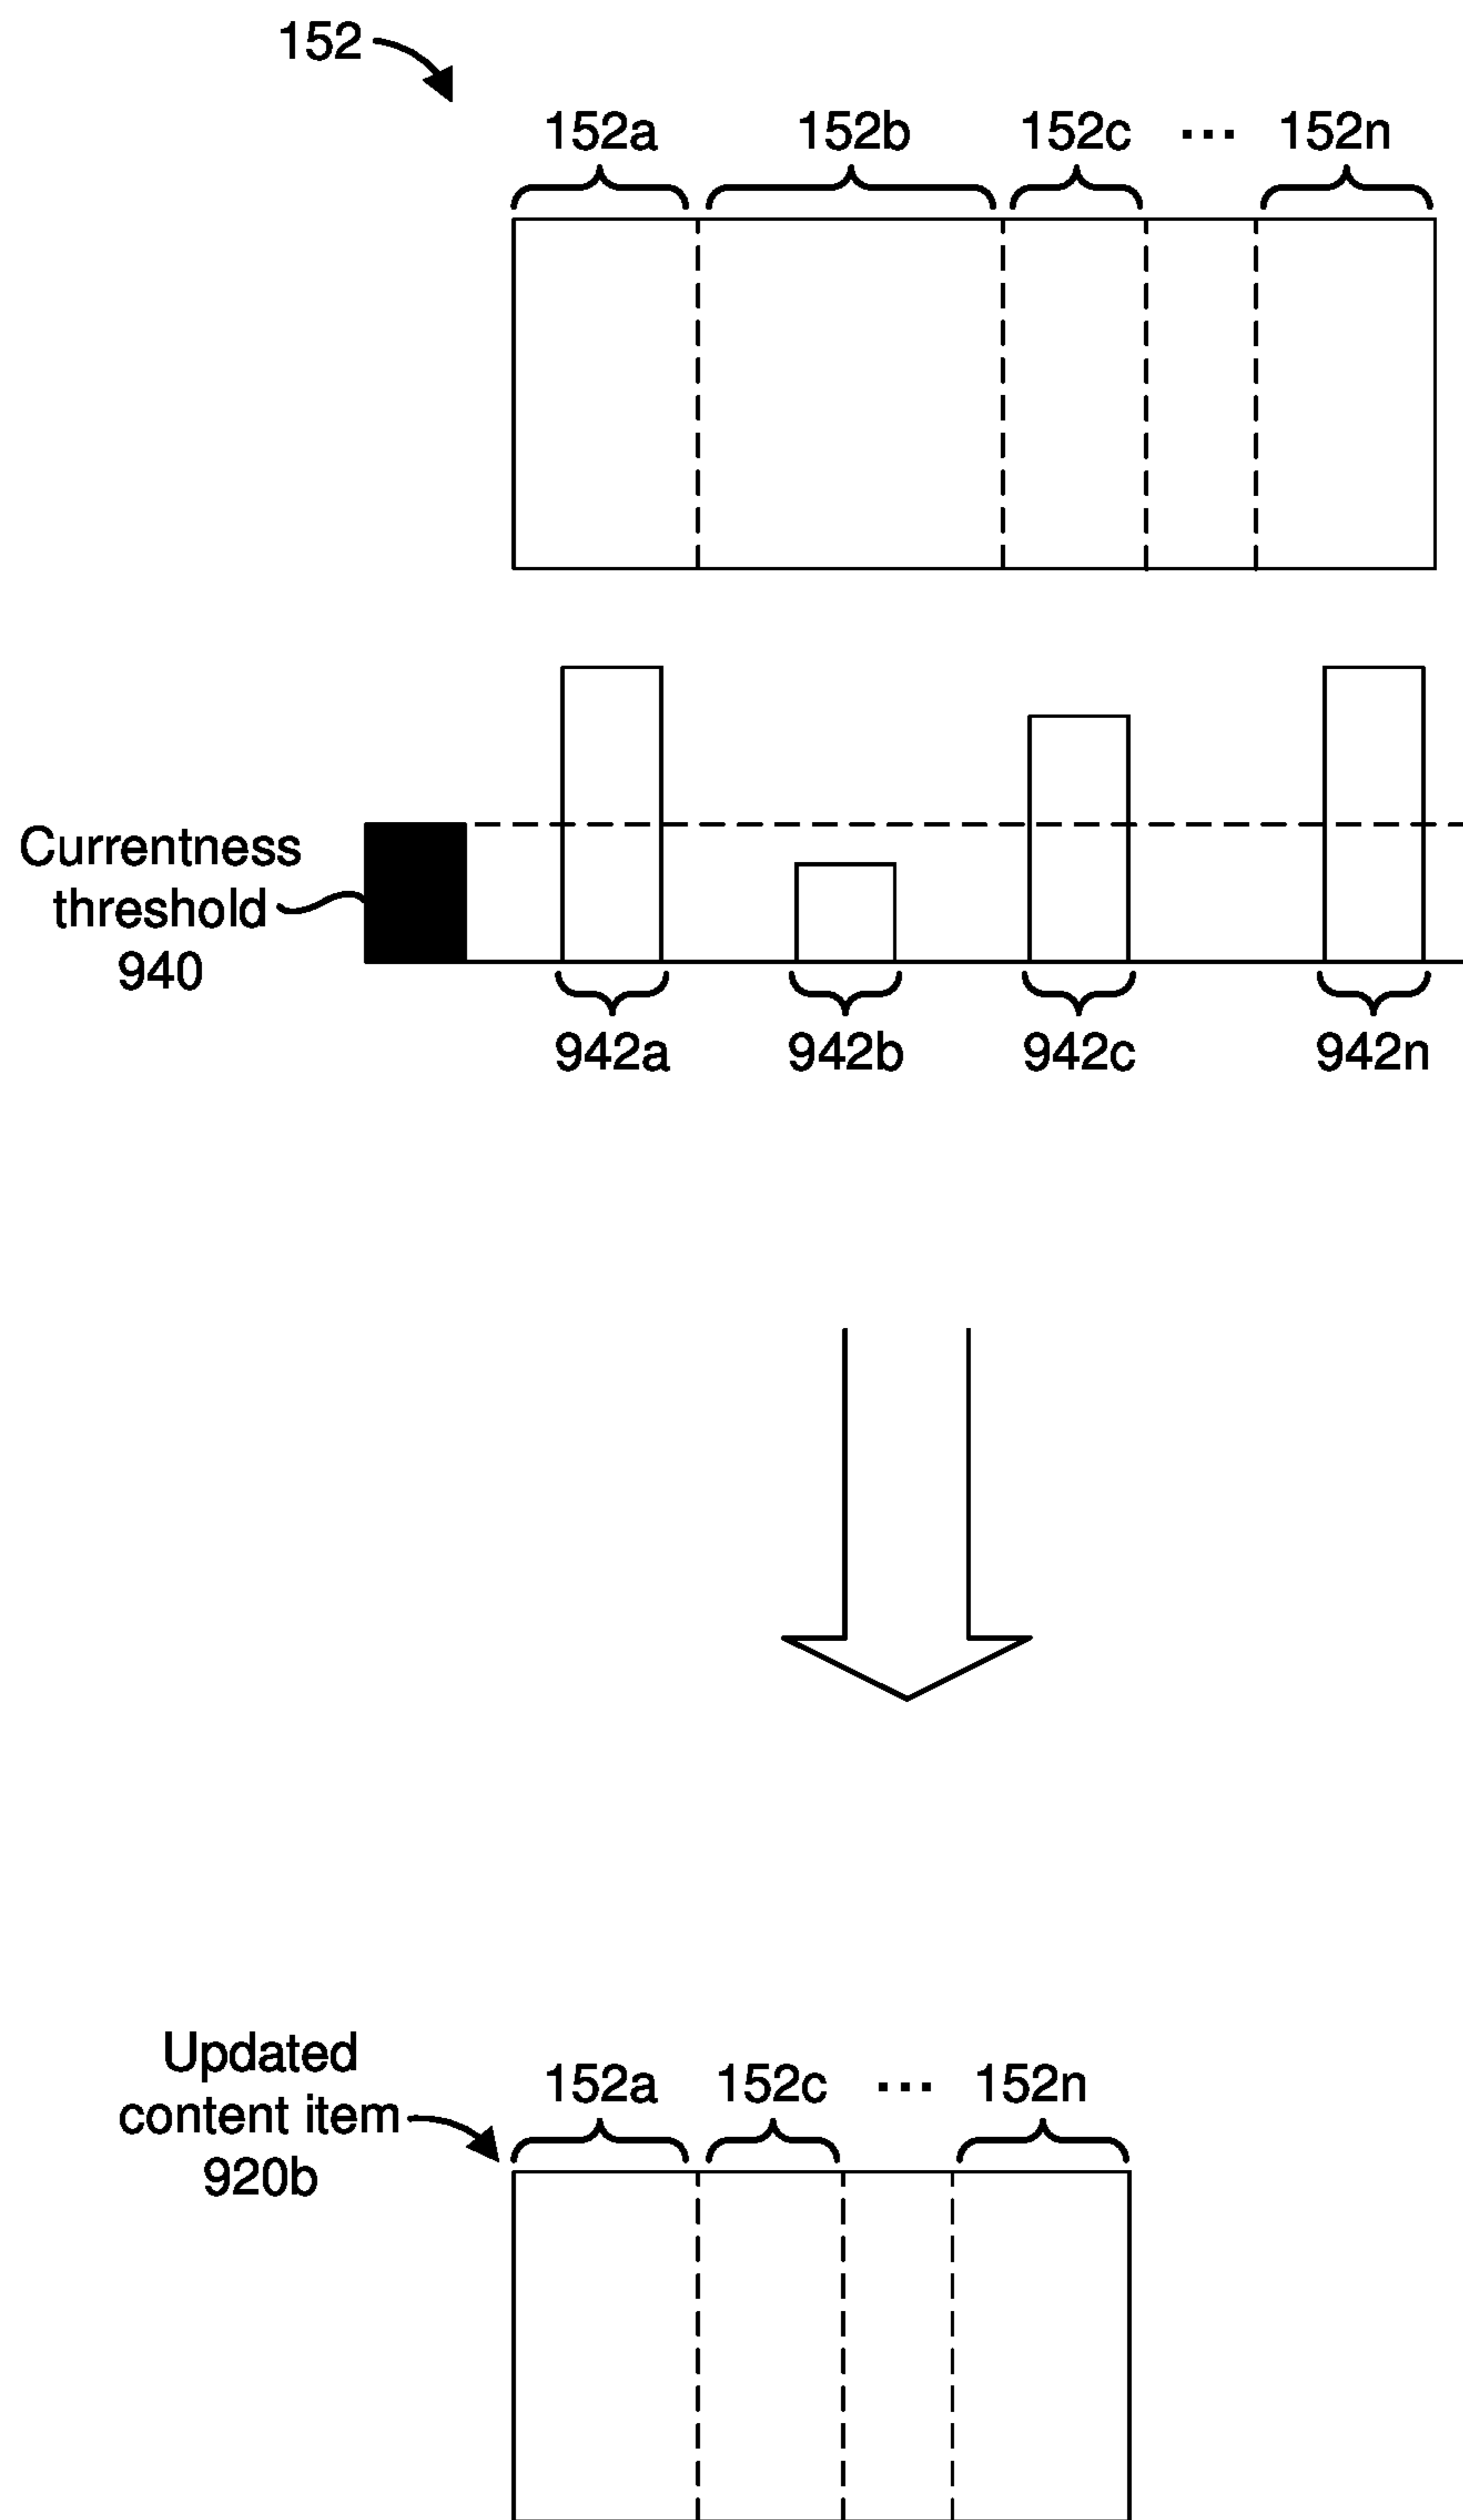 152
152a 152b 152c ... 152n
Currentness
threshold
940
942a 942b 942c 942n
Updated
content item
920b
152a 152c ... 152n